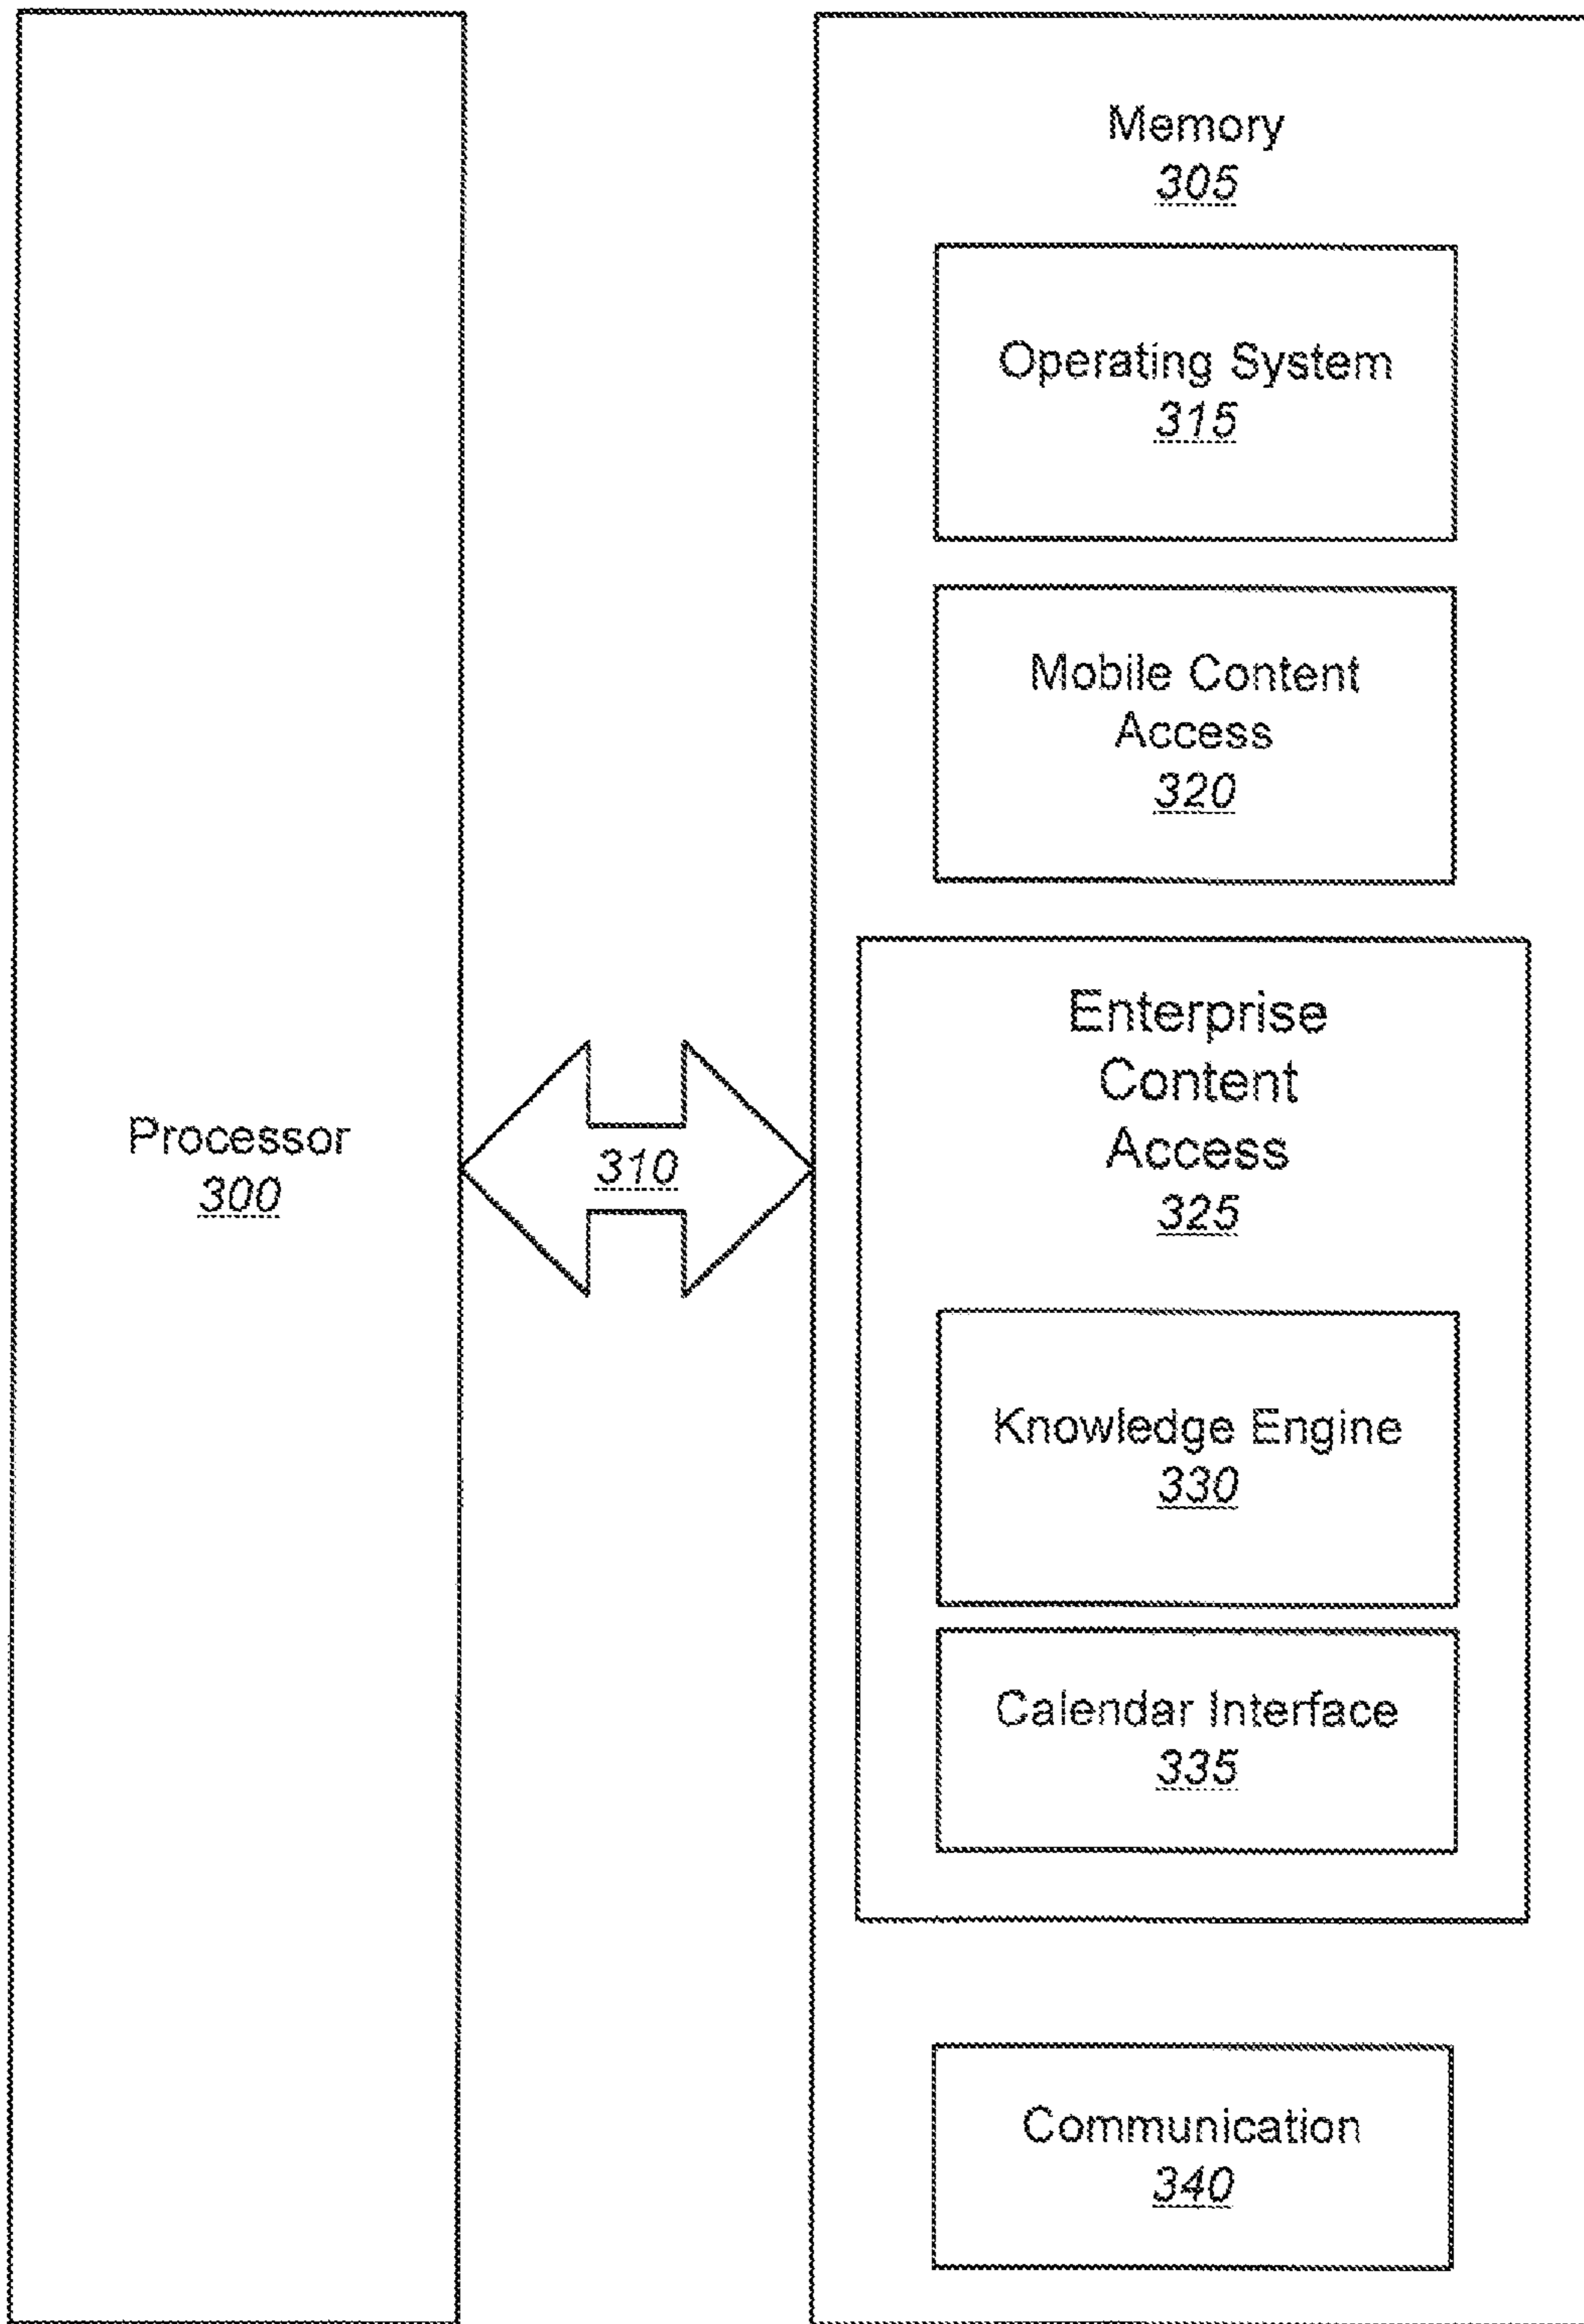 Memory
305
Operating System
315
Mobile Content
Access
320
Enterprise
Content
Access
325
Processor
300
310
Knowledge Engine
330
Calendar Interface
335
Communication
340